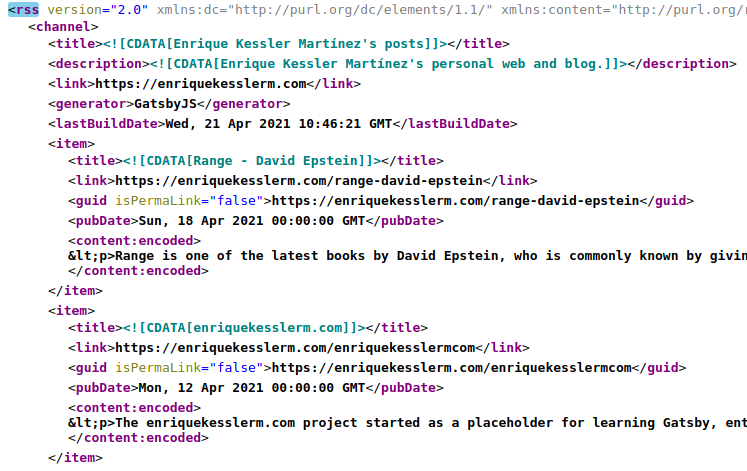 <rss version="2.0" xmlns:dc="http://purl.org/dc/elements/1.1/" xmlns:content="http://purl.org/r
<channel>
<title><![CDATA[Enrique Kessler Martínez's posts]]></title>
<description><![CDATA[Enrique Kessler Martínez's personal web and blog.]]></description>
<link>https://enriquekesslerm.com</link>
<generator>GatsbyJS</generator>
<lastBuildDate>Wed, 21 Apr 2021 10:46:21 GMT</lastBuildDate>
<item>
<title><![CDATA[Range - David Epstein]]></title>
<link>https://enriquekesslerm.com/range-david-epstein</link>
<guid isPermaLink="false">https://enriquekesslerm.com/range-david-epstein</guid>
<pubDate>Sun, 18 Apr 2021 00:00:00 GMT</pubDate>
<content:encoded>
&lt;p>Range is one of the latest books by David Epstein, who is commonly known by givin
</content:encoded>
</item>
<item>
<title><![CDATA[enriquekesslerm.com]]></title>
<link>https://enriquekesslerm.com/enriquekesslermcom</link>
<guid isPermaLink="false">https://enriquekesslerm.com/enriquekesslermcom</guid>
<pubDate>Mon, 12 Apr 2021 00:00:00 GMT</pubDate>
<content:encoded>
&lt;p>The enriquekesslerm.com project started as a placeholder for learning Gatsby, ent
</content:encoded>
</item>